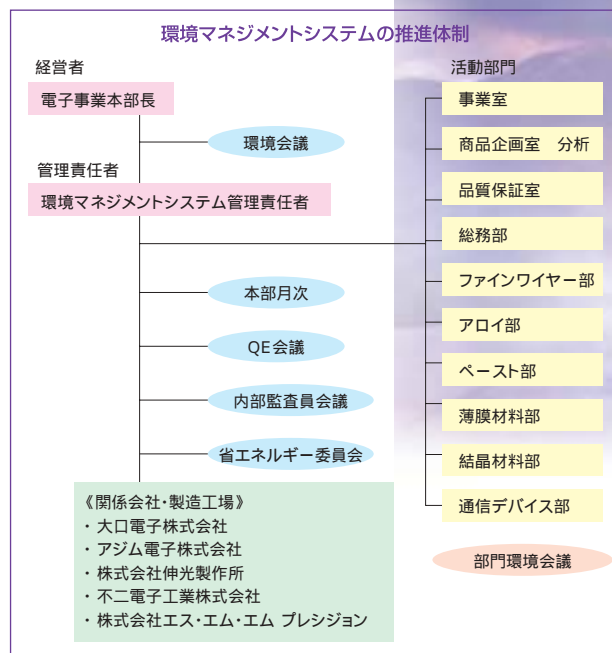 環境マネジメントシステムの推進体制
経営者
電子事業本部長
環境会議
管理責任者
環境マネジメントシステム管理責任者
本部月次
QE会議
内部監査員会議
省エネルギー委員会
《関係会社・製造工場》
・ 大口電子株式会社
・ アジム電子株式会社
・ 株式会社伸光製作所
・ 不二電子工業株式会社
・ 株式会社エス・エム・エム プレシジョン
活動部門
事業室
商品企画室　分析
品質保証室
総務部
ファインワイヤー部
アロイ部
ペースト部
薄膜材料部
結晶材料部
通信デバイス部
部門環境会議